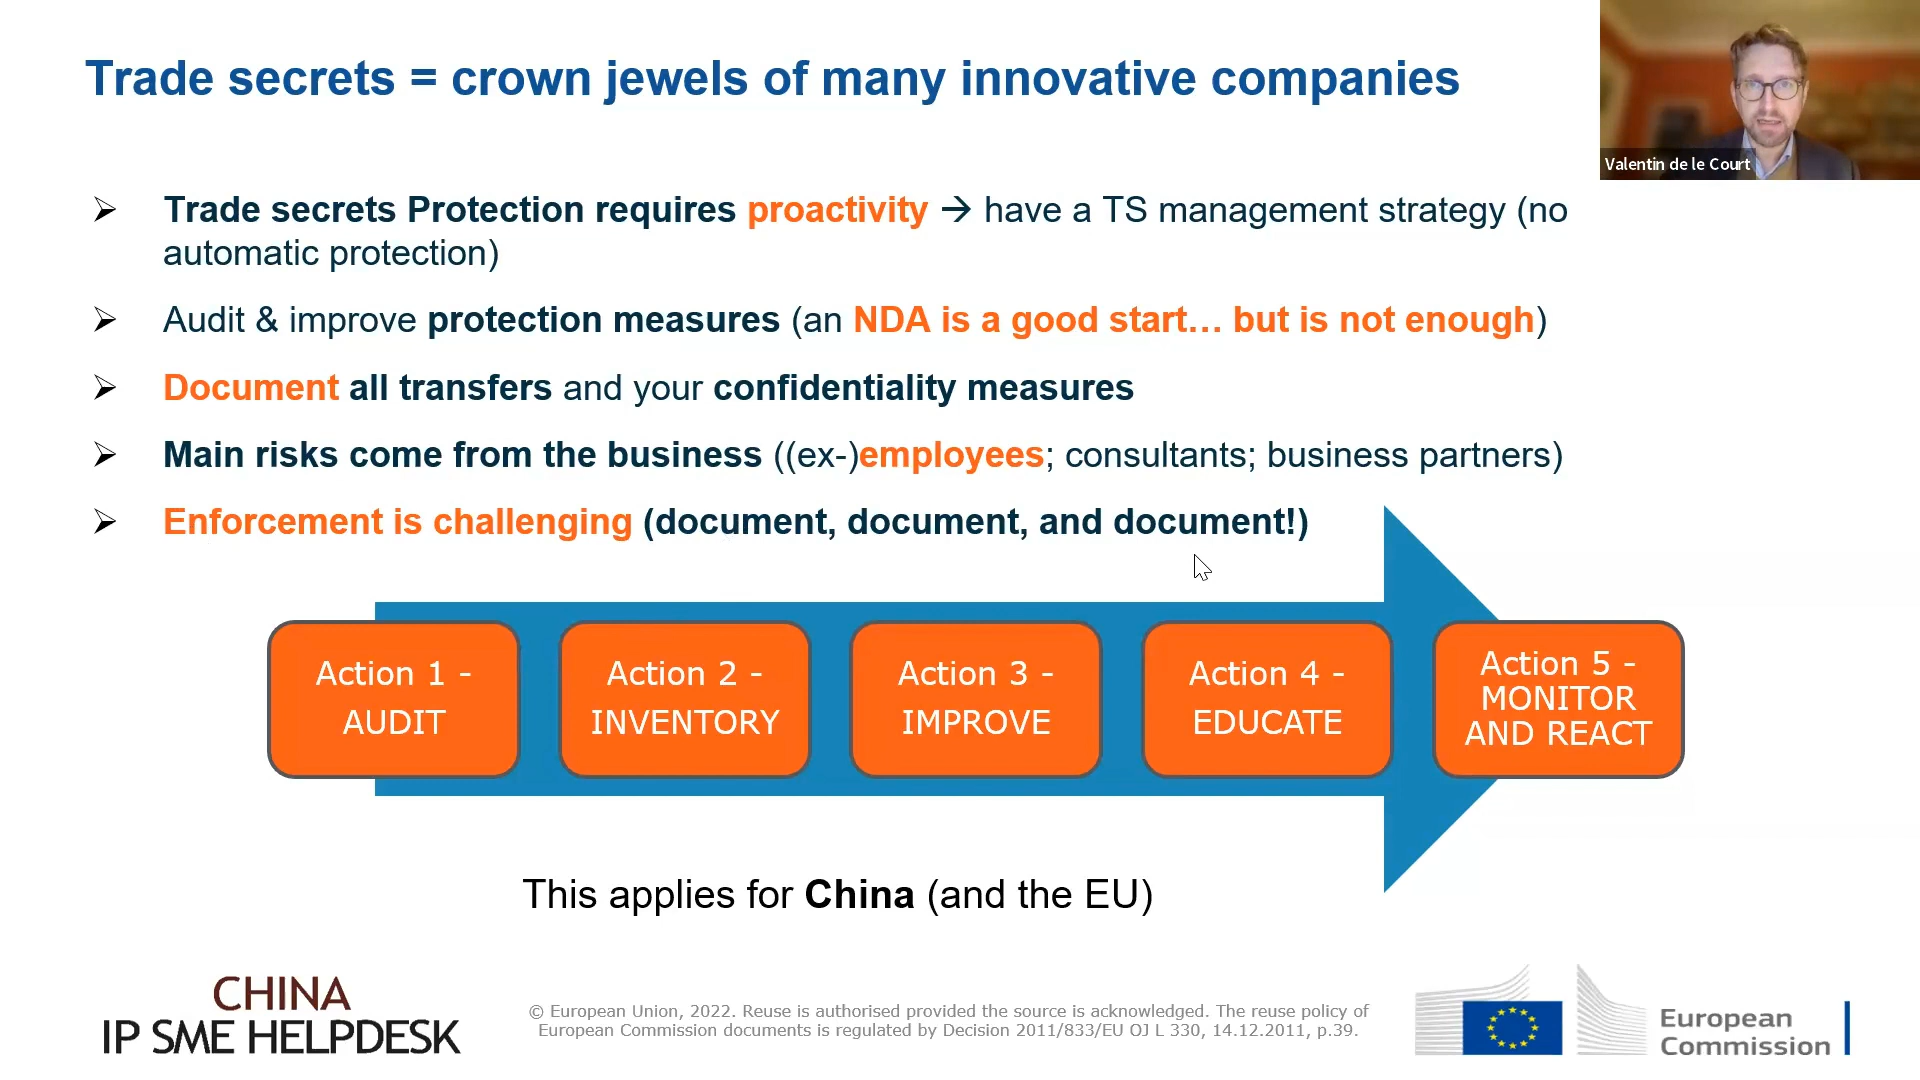 Trade secrets = crown jewels of many innovative companies
Valentin de le Court
➢ Trade secrets Protection requires proactivity → have a TS management strategy (no
automatic protection)
➢ Audit & improve protection measures (an NDA is a good start… but is not enough)
➢ Document all transfers and your confidentiality measures
➢ Main risks come from the business ((ex-)employees; consultants; business partners)
➢ Enforcement is challenging (document, document, and document!)
Action 1 -
AUDIT
Action 2 -
INVENTORY
Action 3 -
IMPROVE
Action 4 -
EDUCATE
Action 5 -
MONITOR
AND REACT
This applies for China (and the EU)
CHINA
IP SME HELPDESK
© European Union, 2022. Reuse is authorised provided the source is acknowledged. The reuse policy of
European Commission documents is regulated by Decision 2011/833/EU OJ L 330, 14.12.2011, p.39.
European
Commission